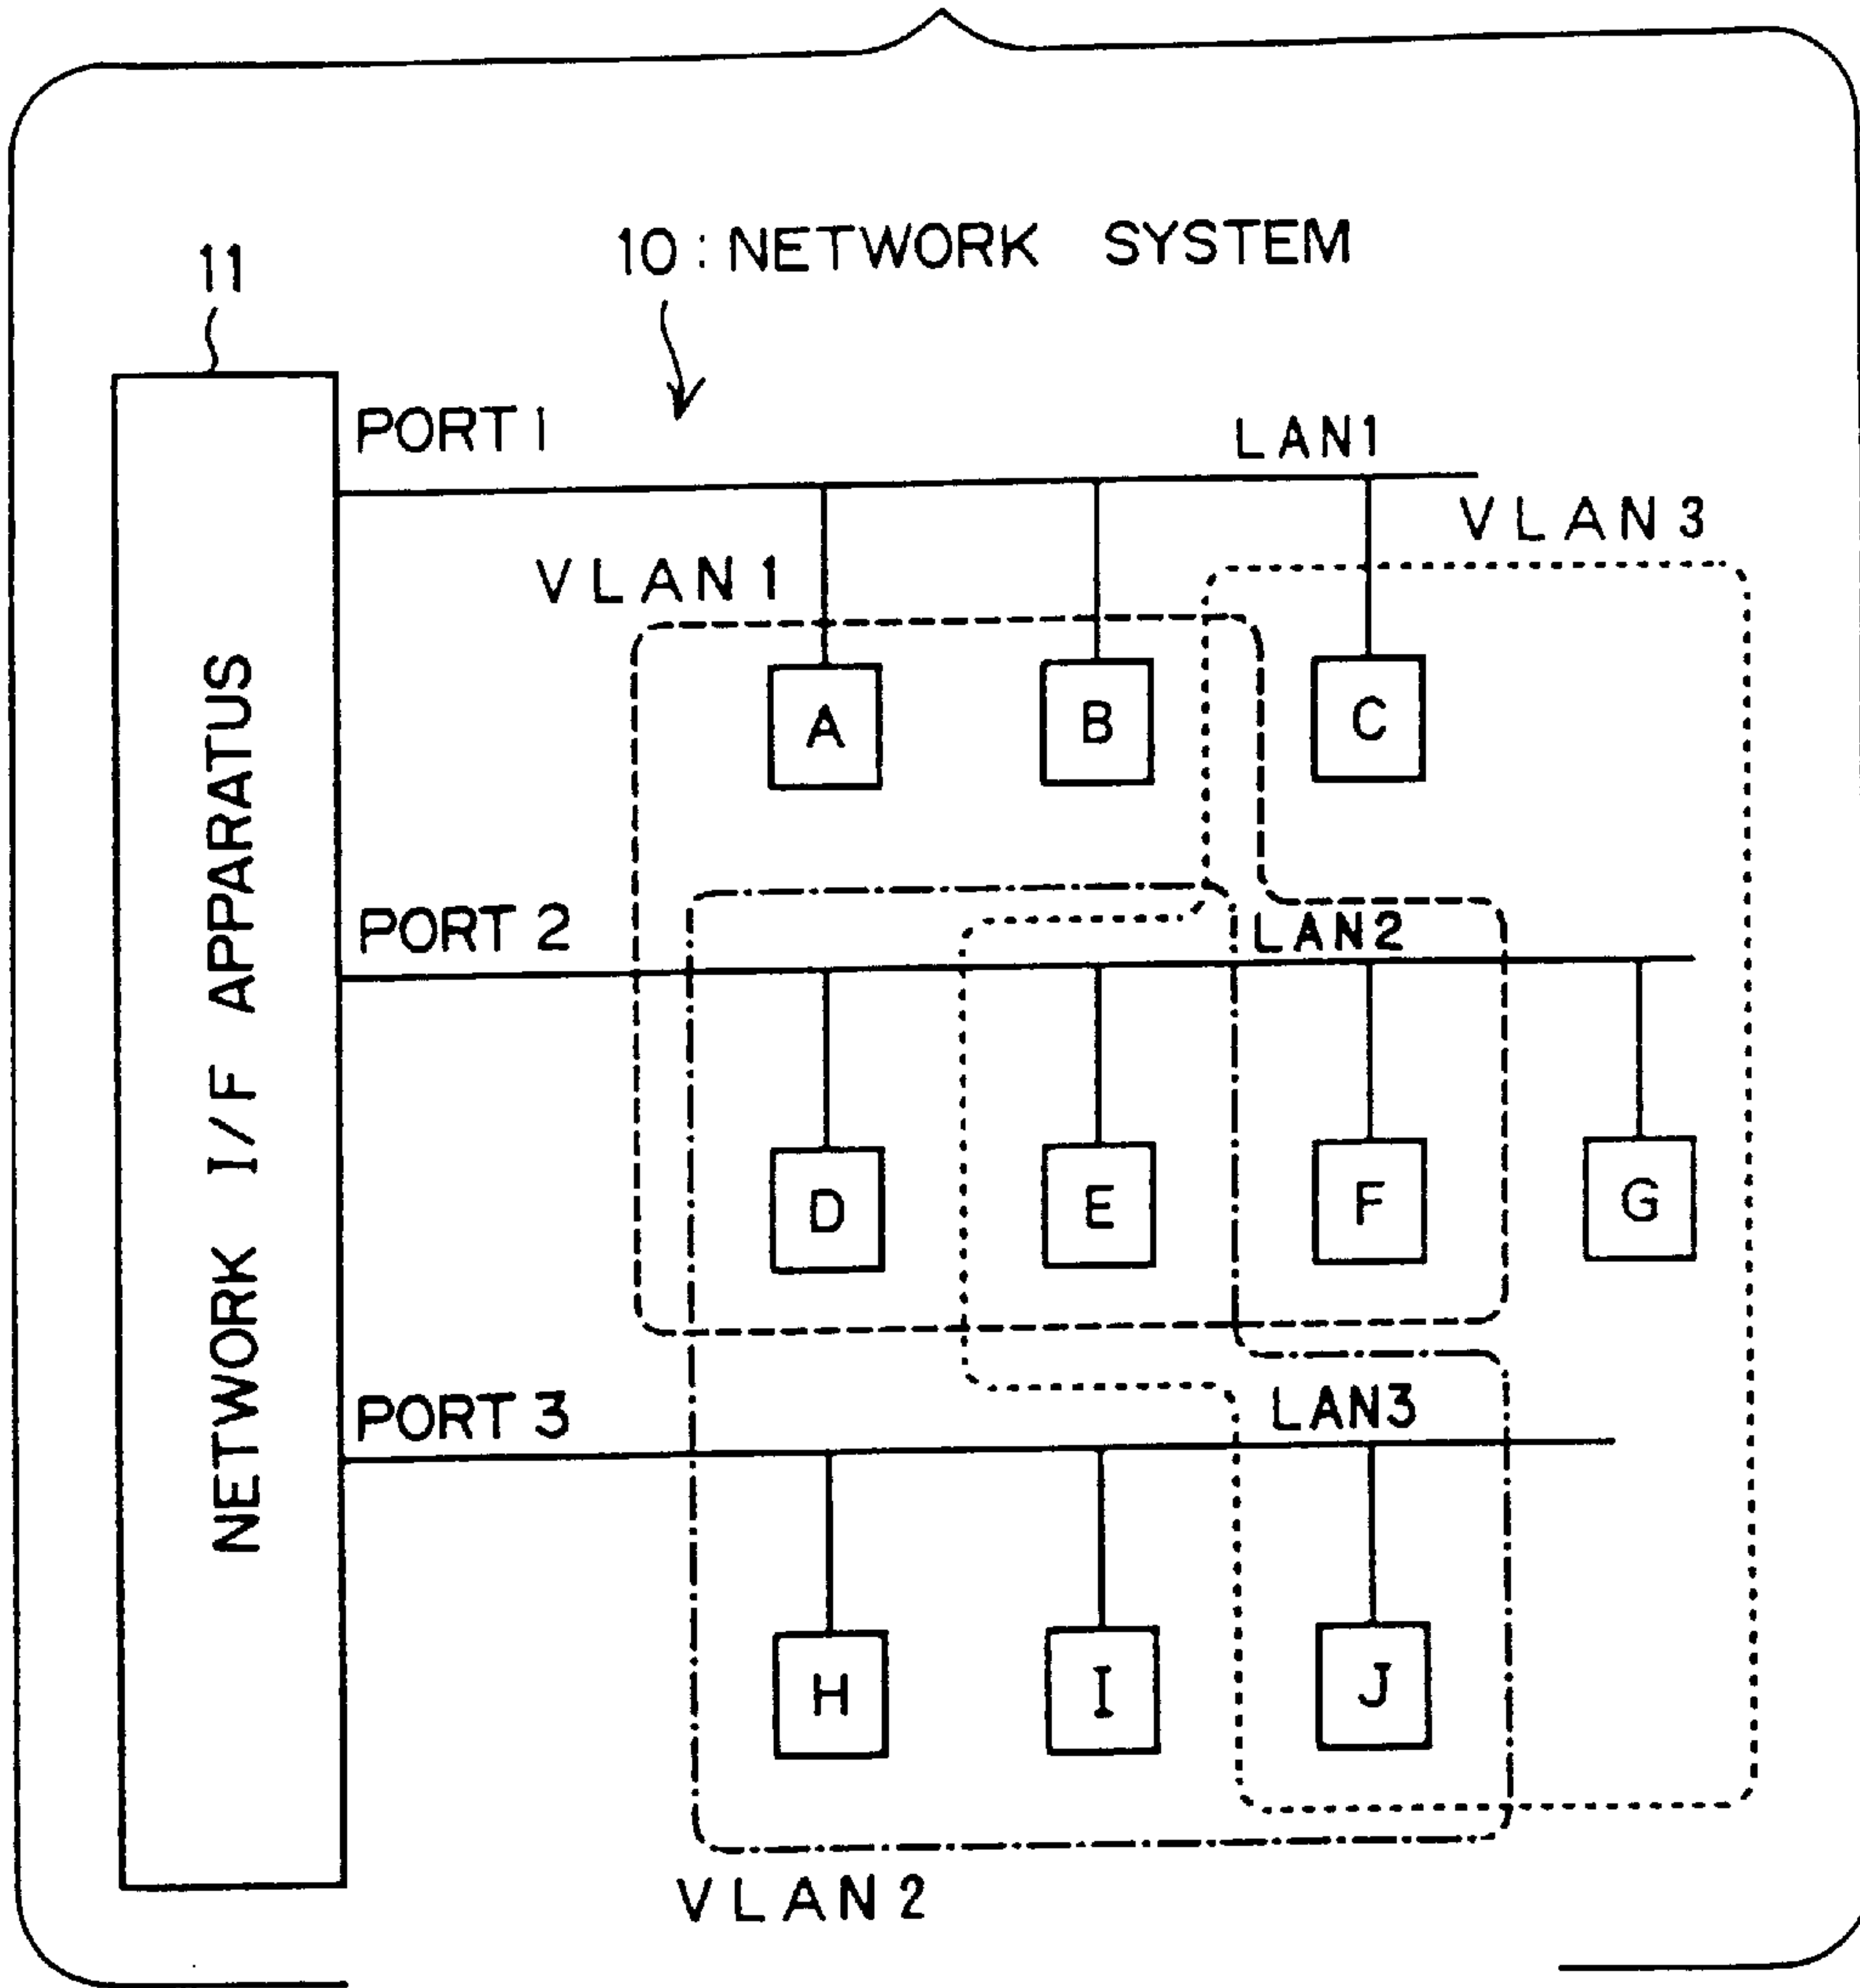 10: NETWORK SYSTEM
11
PORT 1
LAN1
VLAN3
VLAN1
A
B
C
NETWORK I/F APPARATUS
PORT 2
LAN2
D
E
F
G
PORT 3
LAN3
H
I
J
VLAN2